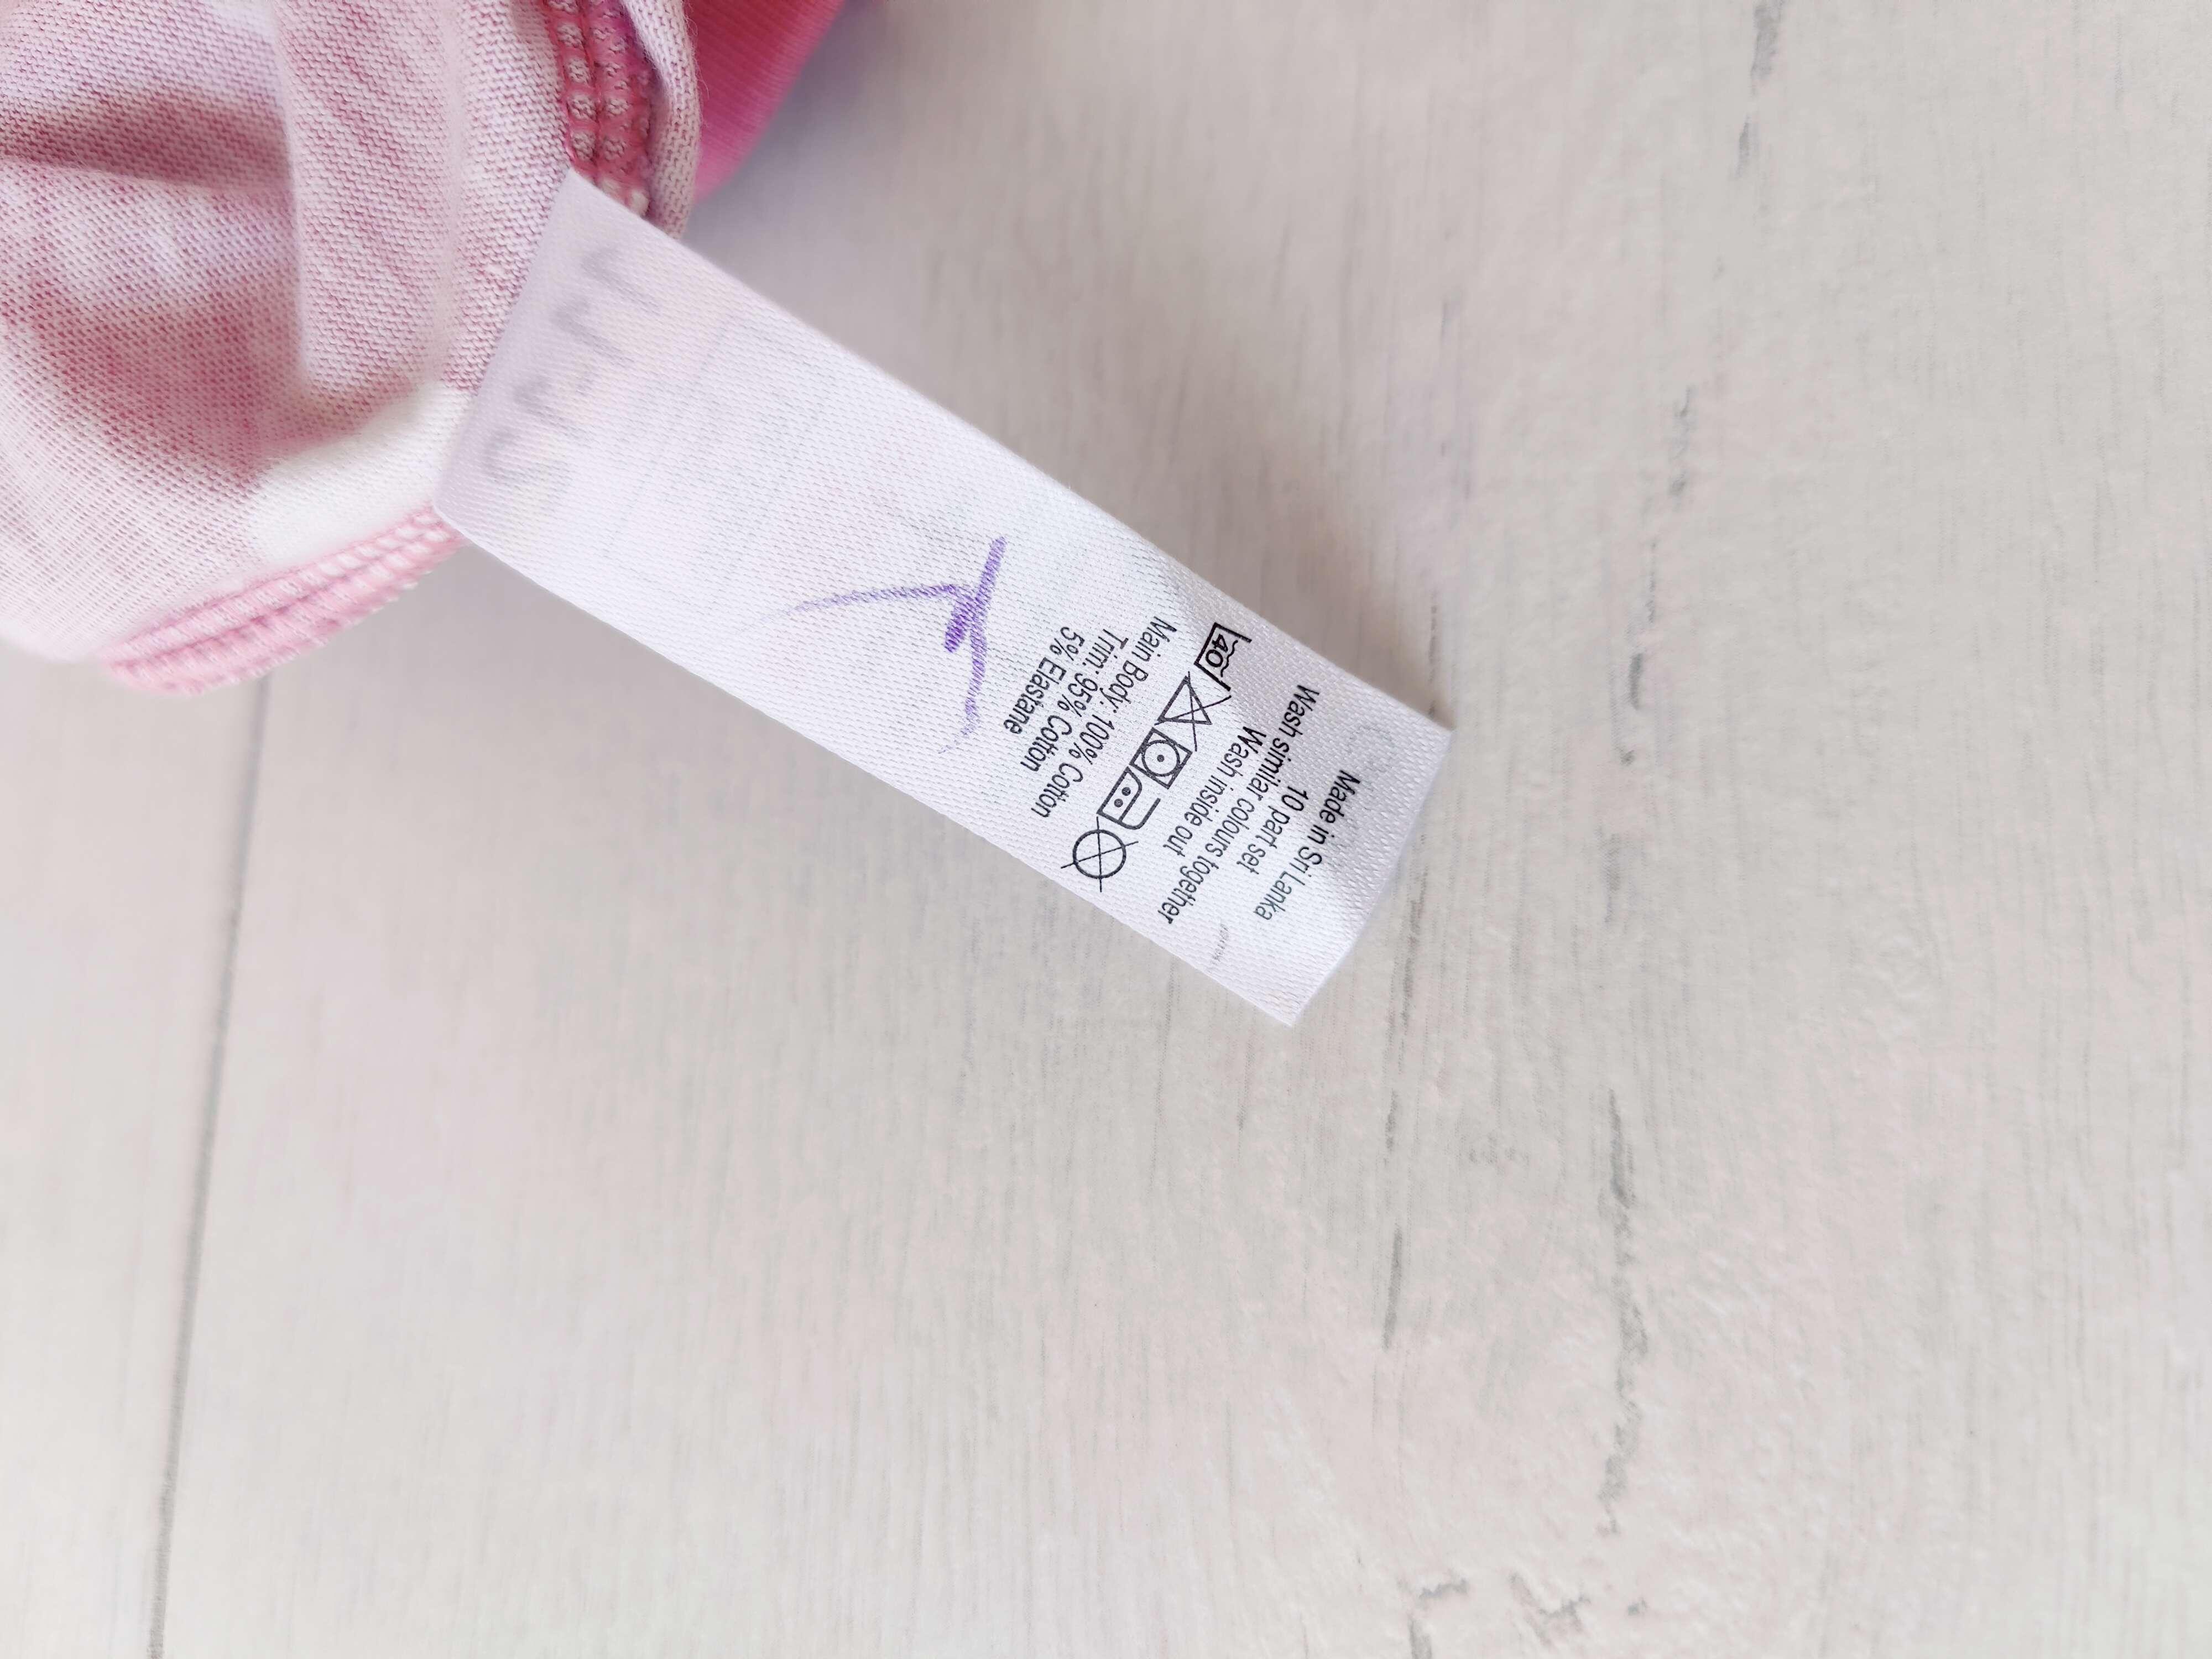 Main Body: 100% Cotton
Trim: 95% Cotton
5% Elastane
40
Wash inside out
Wash similar colours together
10 part set
Made in Sri Lanka